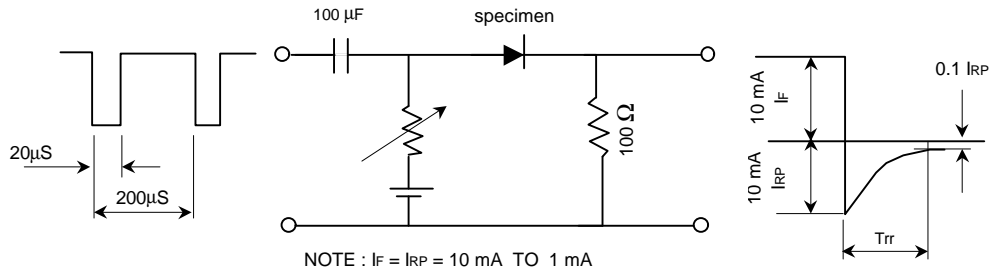 20µS
200µS
100 µF
specimen
100 Ω
NOTE : IF = IRP = 10 mA TO 1 mA
10 mA
IF
10 mA
IRP
0.1 IRP
Trr